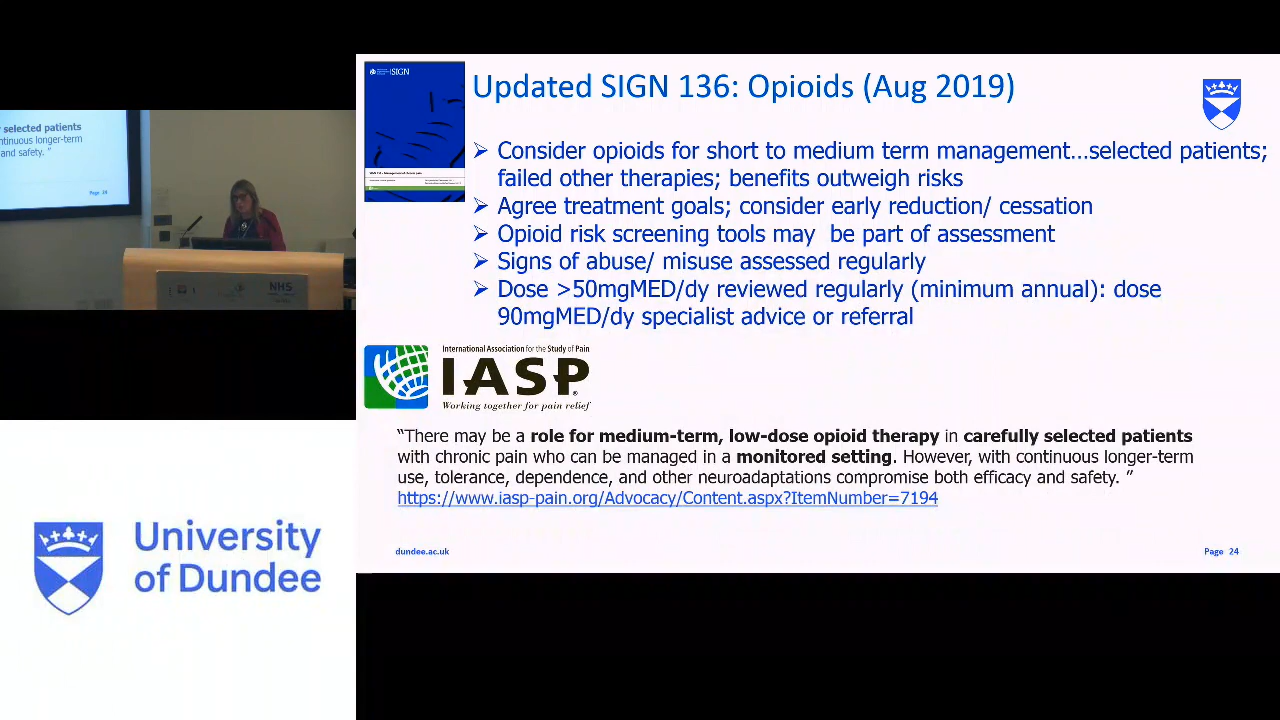 Updated SIGN 136: Opioids (Aug 2019)
SIGN
➢ Consider opioids for short to medium term management...selected patients;
failed other therapies; benefits outweigh risks
➢ Agree treatment goals; consider early reduction/ cessation
➢ Opioid risk screening tools may be part of assessment
➢ Signs of abuse/ misuse assessed regularly
➢ Dose >50mgMED/dy reviewed regularly (minimum annual): dose
90mgMED/dy specialist advice or referral
International Association for the Study of Pain
IASP
Working together for pain relief
“There may be a role for medium-term, low-dose opioid therapy in carefully selected patients
with chronic pain who can be managed in a monitored setting. However, with continuous longer-term
use, tolerance, dependence, and other neuroadaptations compromise both efficacy and safety. ”
https://www.iasp-pain.org/Advocacy/Content.aspx?ItemNumber=7194
dundee.ac.uk
Page 24
selected patients
continuous longer-term
and safety. ”
Page 24
NHS
University
of Dundee